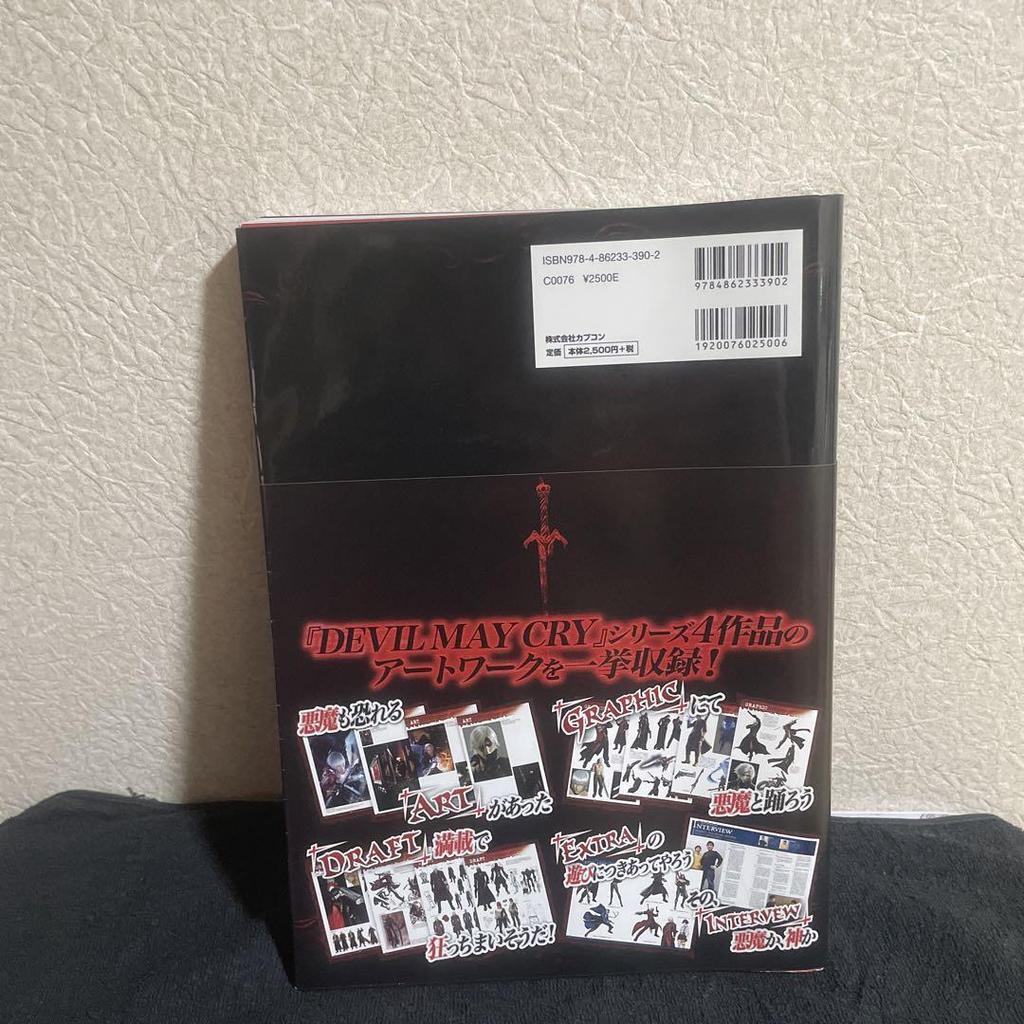 ISBN978-4-86233-390-2
C0076 ¥2500E
9784862333902
株式会社カプコン
定価 本体2,500円+税
1920076025006
『DEVIL MAY CRY』シリーズ4作品の
アートワークを一挙収録!
悪魔も恐れる
ART
ART
ART
があった
GRAPHIC にて
GRAPHIC
悪魔と踊ろう
DRAFT 満載で
DRAFT
狂っちまいそうだ!
EXTRA の
遊びにつきあってやろう
INTERVIEW
その、
INTERVIEW
悪魔か、神か